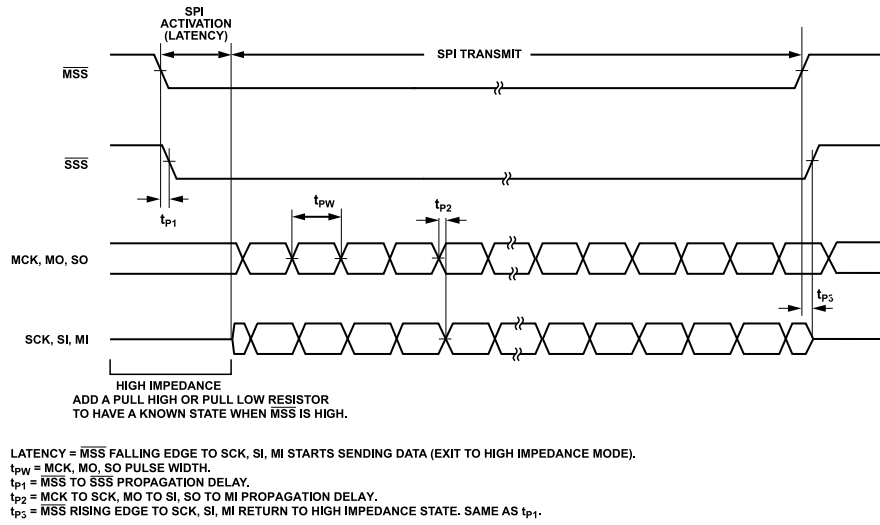 SPI
ACTIVATION
(LATENCY)
SPI TRANSMIT
MSS
SSS
tP1
tPW
tP2
MCK, MO, SO
tP3
SCK, SI, MI
HIGH IMPEDANCE
ADD A PULL HIGH OR PULL LOW RESISTOR
TO HAVE A KNOWN STATE WHEN MSS IS HIGH.
LATENCY = MSS FALLING EDGE TO SCK, SI, MI STARTS SENDING DATA (EXIT TO HIGH IMPEDANCE MODE).
tPW = MCK, MO, SO PULSE WIDTH.
tP1 = MSS TO SSS PROPAGATION DELAY.
tP2 = MCK TO SCK, MO TO SI, SO TO MI PROPAGATION DELAY.
tP3 = MSS RISING EDGE TO SCK, SI, MI RETURN TO HIGH IMPEDANCE STATE. SAME AS tP1.